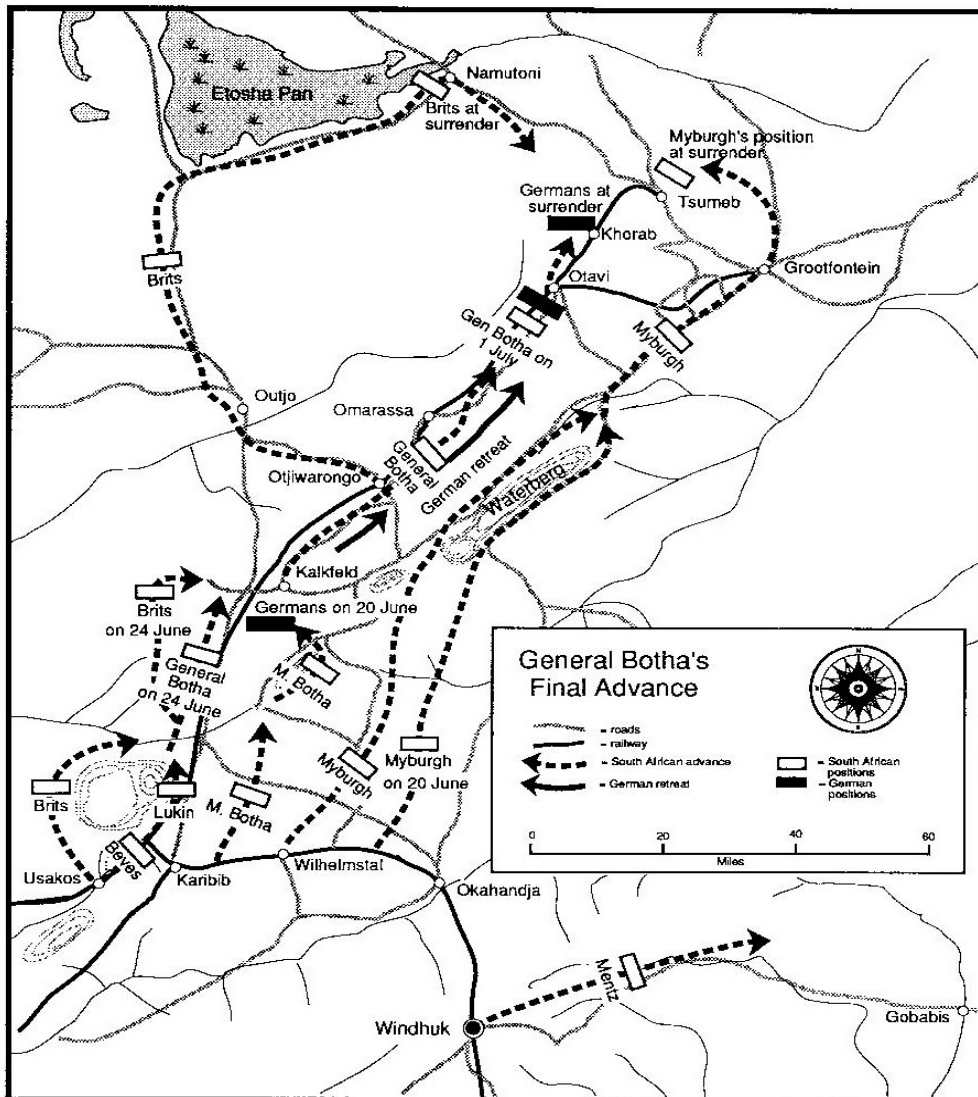 Etosha Pan
Namutoni
Brits at
surrender
Myburgh's position
at surrender
Tsumeb
Germans at
surrender
Khorab
Otavi
Grootfontein
Brits
Gen Botha on
1 July
Myburgh
Outjo
Omarassa
General
Botha
German retreat
Otjiwarongo
Waterberg
Kalkfeld
Brits
on 24 June
Germans on 20 June
General
Botha
on 24 June
M. Botha
Myburgh
on 20 June
Myburgh
Brits
Lukin
M. Botha
Beves
Usakos
Karibib
Wilhelmstat
Okahandja
Mentz
Windhuk
Gobabis
General Botha's
Final Advance
N
E
S
W
- roads
- railway
- South African advance
- German retreat
- South African
positions
- German
positions
0 20 40 60
Miles